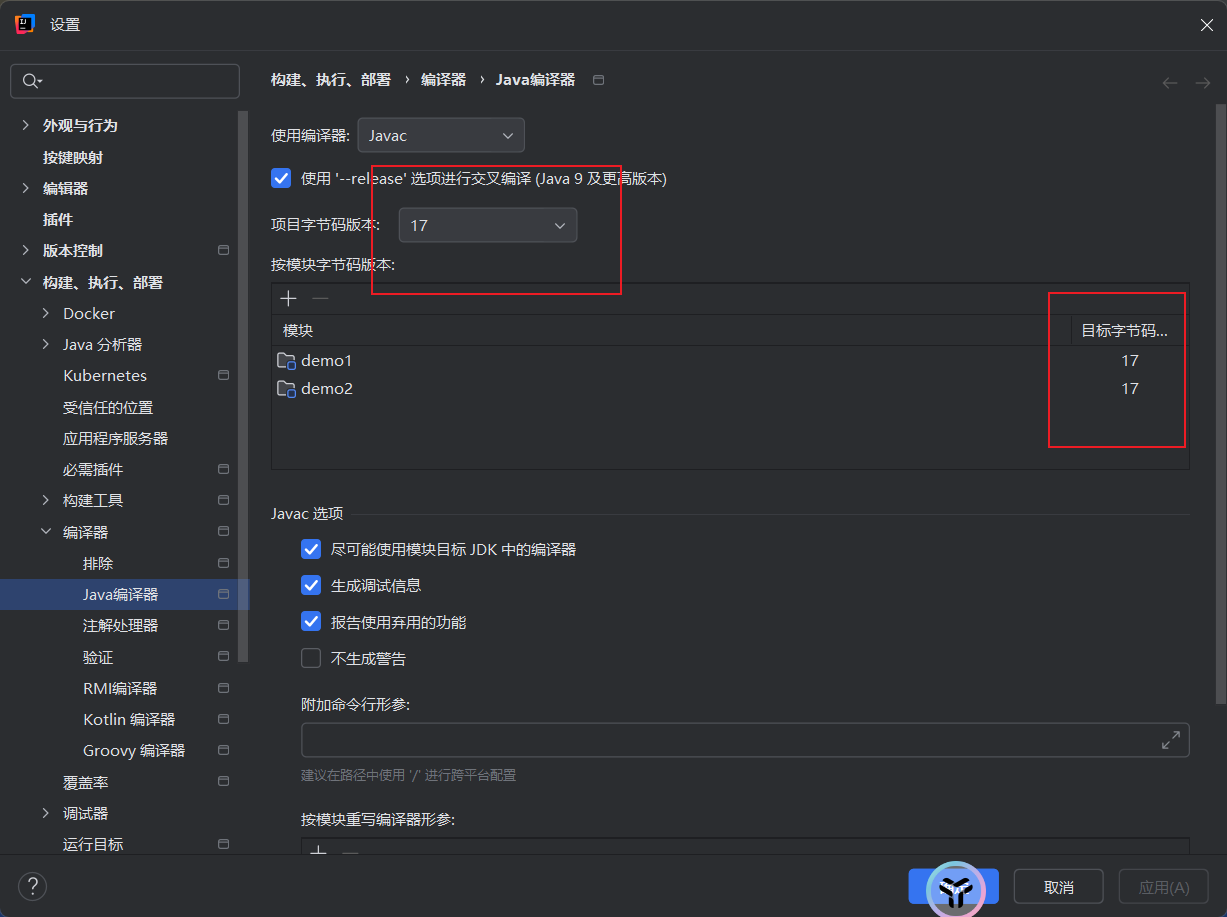 设置
构建、执行、部署 › 编译器 › Java编译器
外观与行为
按键映射
编辑器
插件
版本控制
构建、执行、部署
Docker
Java 分析器
Kubernetes
受信任的位置
应用程序服务器
必需插件
构建工具
编译器
排除
Java编译器
注解处理器
验证
RMI编译器
Kotlin 编译器
Groovy 编译器
覆盖率
调试器
运行目标
使用编译器: Javac
使用 '--release' 选项进行交叉编译 (Java 9 及更高版本)
项目字节码版本: 17
按模块字节码版本:
模块 目标字节码...
demo1 17
demo2 17
Javac 选项
尽可能使用模块目标 JDK 中的编译器
生成调试信息
报告使用弃用的功能
不生成警告
附加命令行形参:
建议在路径中使用 '/' 进行跨平台配置
按模块重写编译器形参:
?
取消
应用(A)